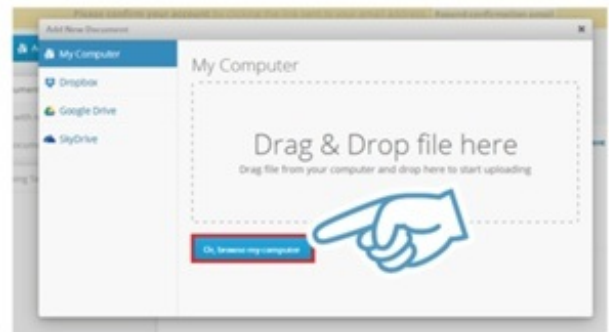 Please confirm your account by clicking the link sent to your email address. Resend confirmation email
Add New Document
My Computer
Dropbox
Google Drive
SkyDrive
My Computer
Drag & Drop file here
Drag file from your computer and drop here to start uploading
Or, browse my computer